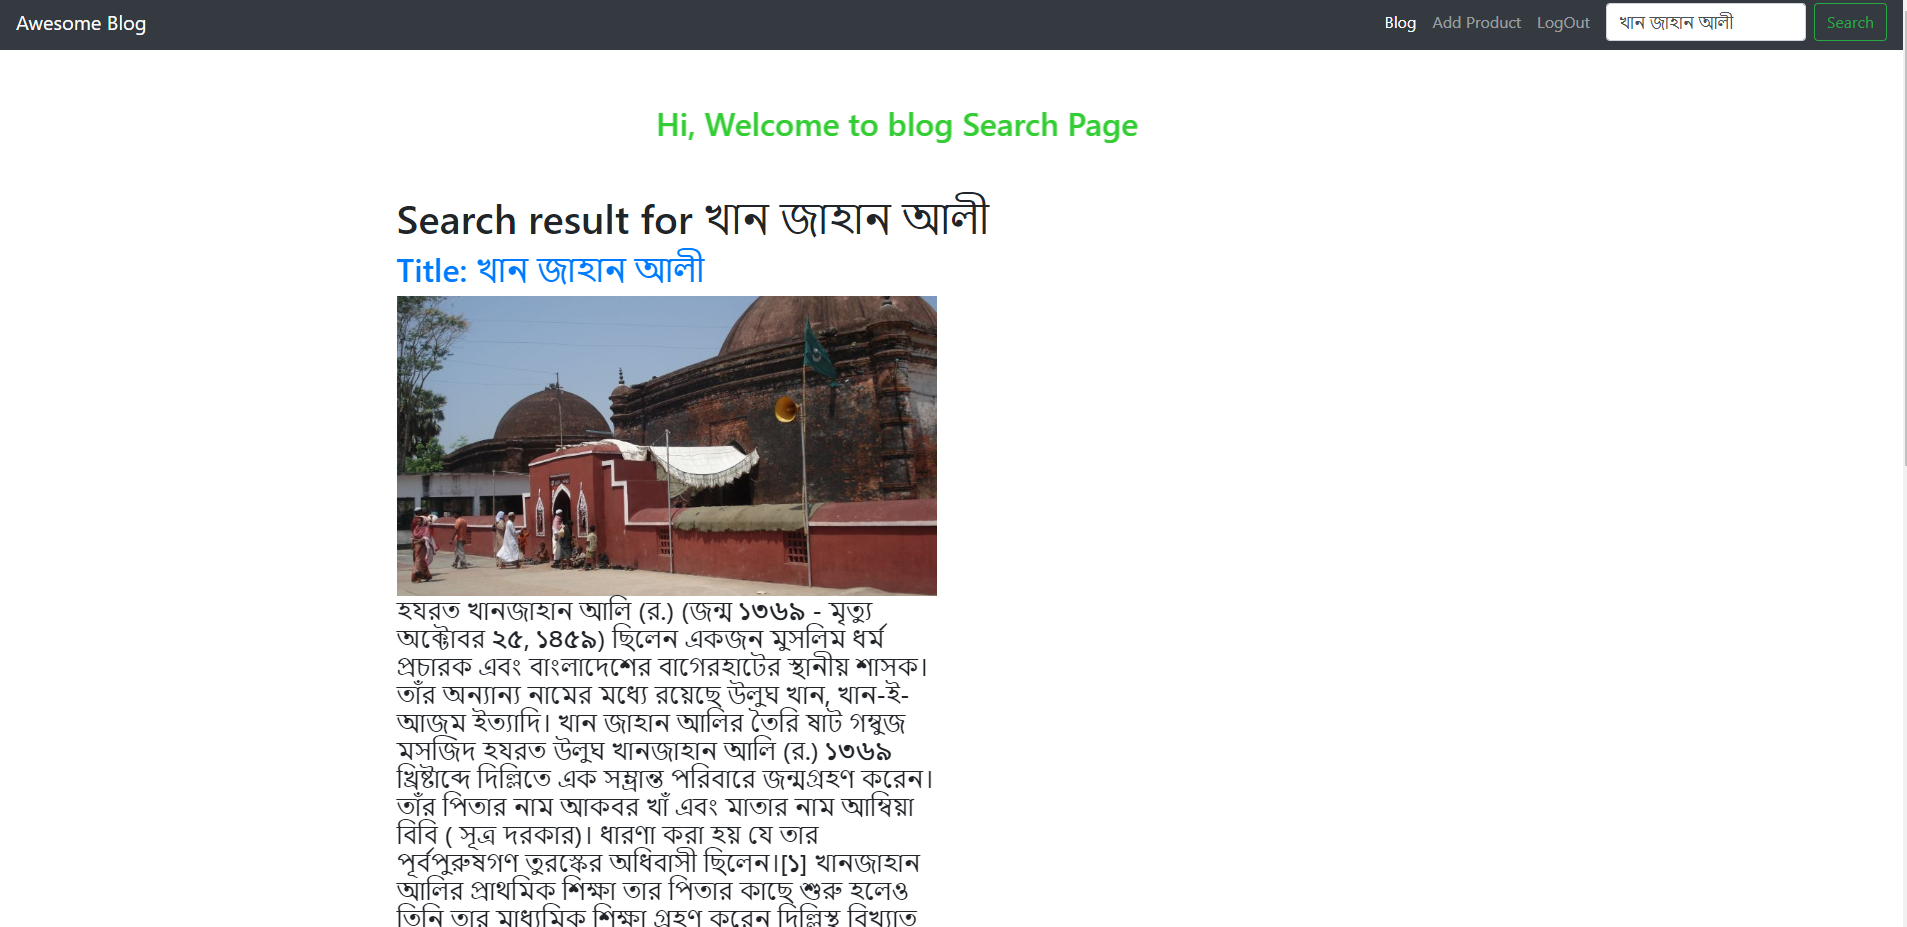 Awesome Blog
Blog Add Product LogOut খান জাহান আলী Search
Hi, Welcome to blog Search Page
Search result for খান জাহান আলী
Title: খান জাহান আলী
হযরত খানজাহান আলি (র.) (জন্ম ১৩৬৯ - মৃত্যু
অক্টোবর ২৫, ১৪৫৯) ছিলেন একজন মুসলিম ধর্ম
প্রচারক এবং বাংলাদেশের বাগেরহাটের স্থানীয় শাসক।
তাঁর অন্যান্য নামের মধ্যে রয়েছে উলুঘ খান, খান-ই-
আজম ইত্যাদি। খান জাহান আলির তৈরি ষাট গম্বুজ
মসজিদ হযরত উলুঘ খানজাহান আলি (র.) ১৩৬৯
খ্রিষ্টাব্দে দিল্লিতে এক সম্ভ্রান্ত পরিবারে জন্মগ্রহণ করেন।
তাঁর পিতার নাম আকবর খাঁ এবং মাতার নাম আম্বিয়া
বিবি ( সূত্র দরকার)। ধারণা করা হয় যে তার
পূর্বপুরুষগণ তুরস্কের অধিবাসী ছিলেন।[১] খানজাহান
আলির প্রাথমিক শিক্ষা তার পিতার কাছে শুরু হলেও
তিনি তার মাধ্যমিক শিক্ষা গ্রহণ করেন দিল্লিস্থ বিখ্যাত